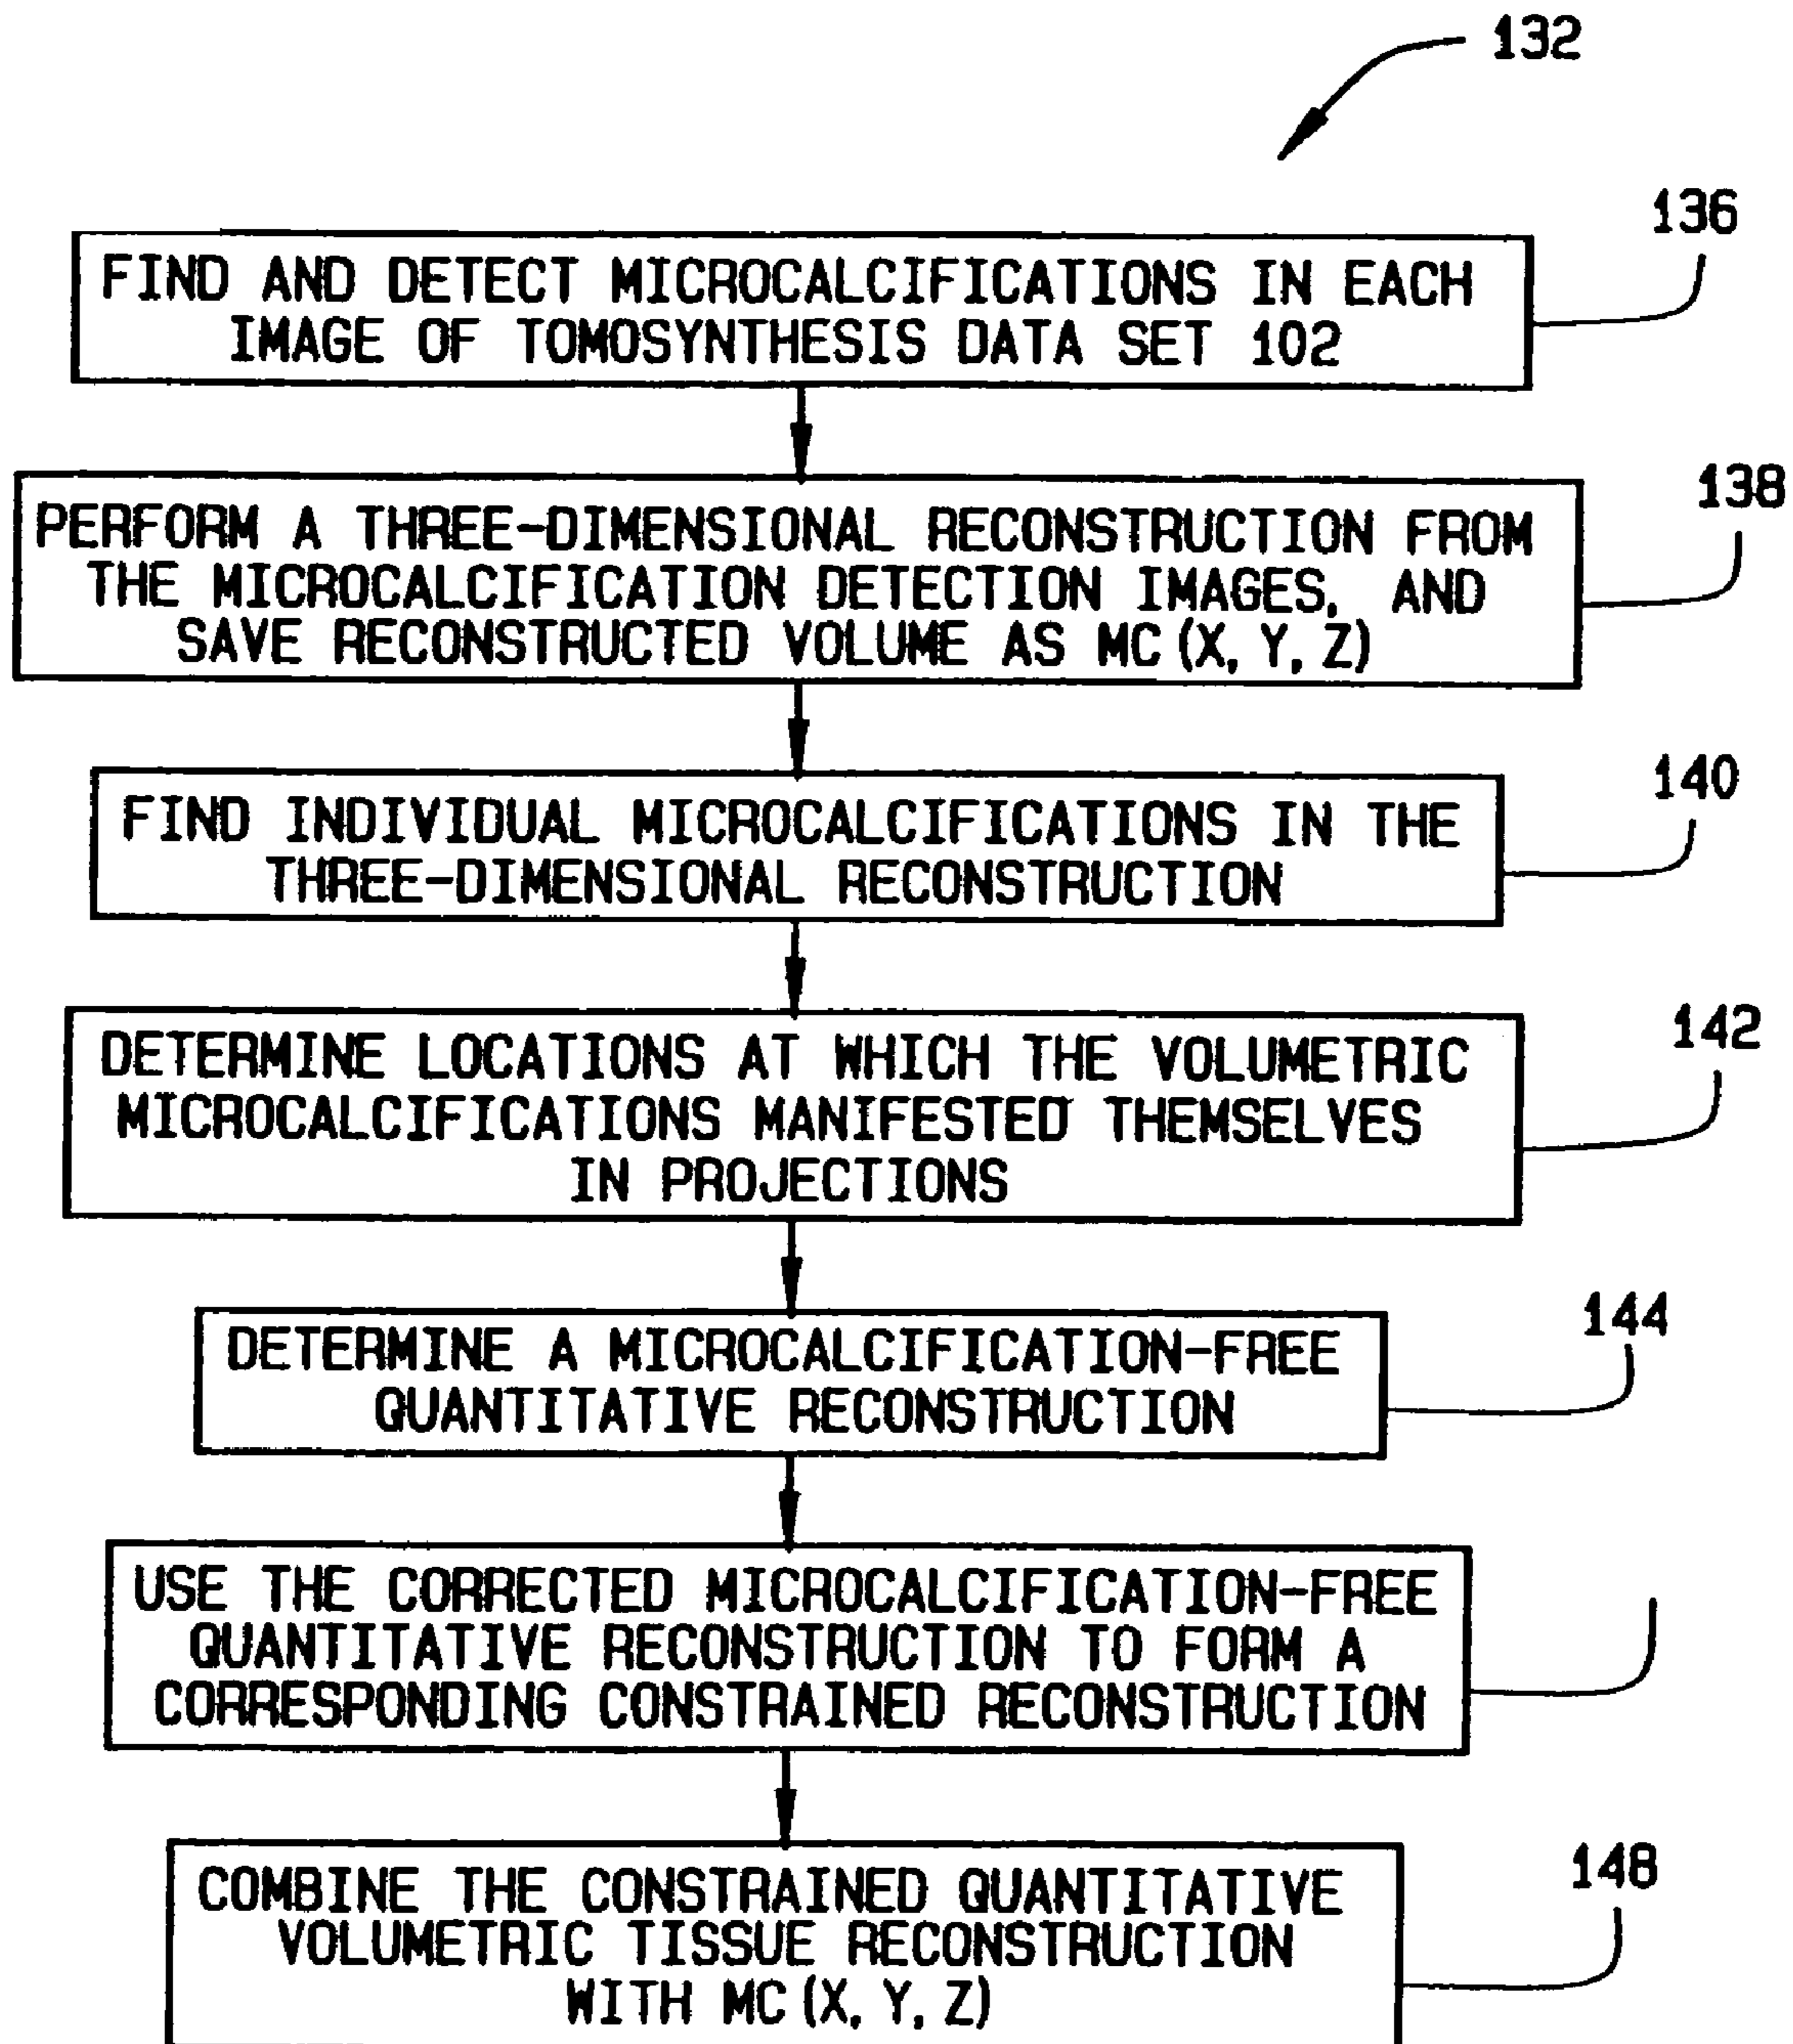 132
136
FIND AND DETECT MICROCALCIFICATIONS IN EACH
IMAGE OF TOMOSYNTHESIS DATA SET 102
138
PERFORM A THREE-DIMENSIONAL RECONSTRUCTION FROM
THE MICROCALCIFICATION DETECTION IMAGES, AND
SAVE RECONSTRUCTED VOLUME AS MC(X, Y, Z)
140
FIND INDIVIDUAL MICROCALCIFICATIONS IN THE
THREE-DIMENSIONAL RECONSTRUCTION
142
DETERMINE LOCATIONS AT WHICH THE VOLUMETRIC
MICROCALCIFICATIONS MANIFESTED THEMSELVES
IN PROJECTIONS
144
DETERMINE A MICROCALCIFICATION-FREE
QUANTITATIVE RECONSTRUCTION
USE THE CORRECTED MICROCALCIFICATION-FREE
QUANTITATIVE RECONSTRUCTION TO FORM A
CORRESPONDING CONSTRAINED RECONSTRUCTION
148
COMBINE THE CONSTRAINED QUANTITATIVE
VOLUMETRIC TISSUE RECONSTRUCTION
WITH MC(X, Y, Z)